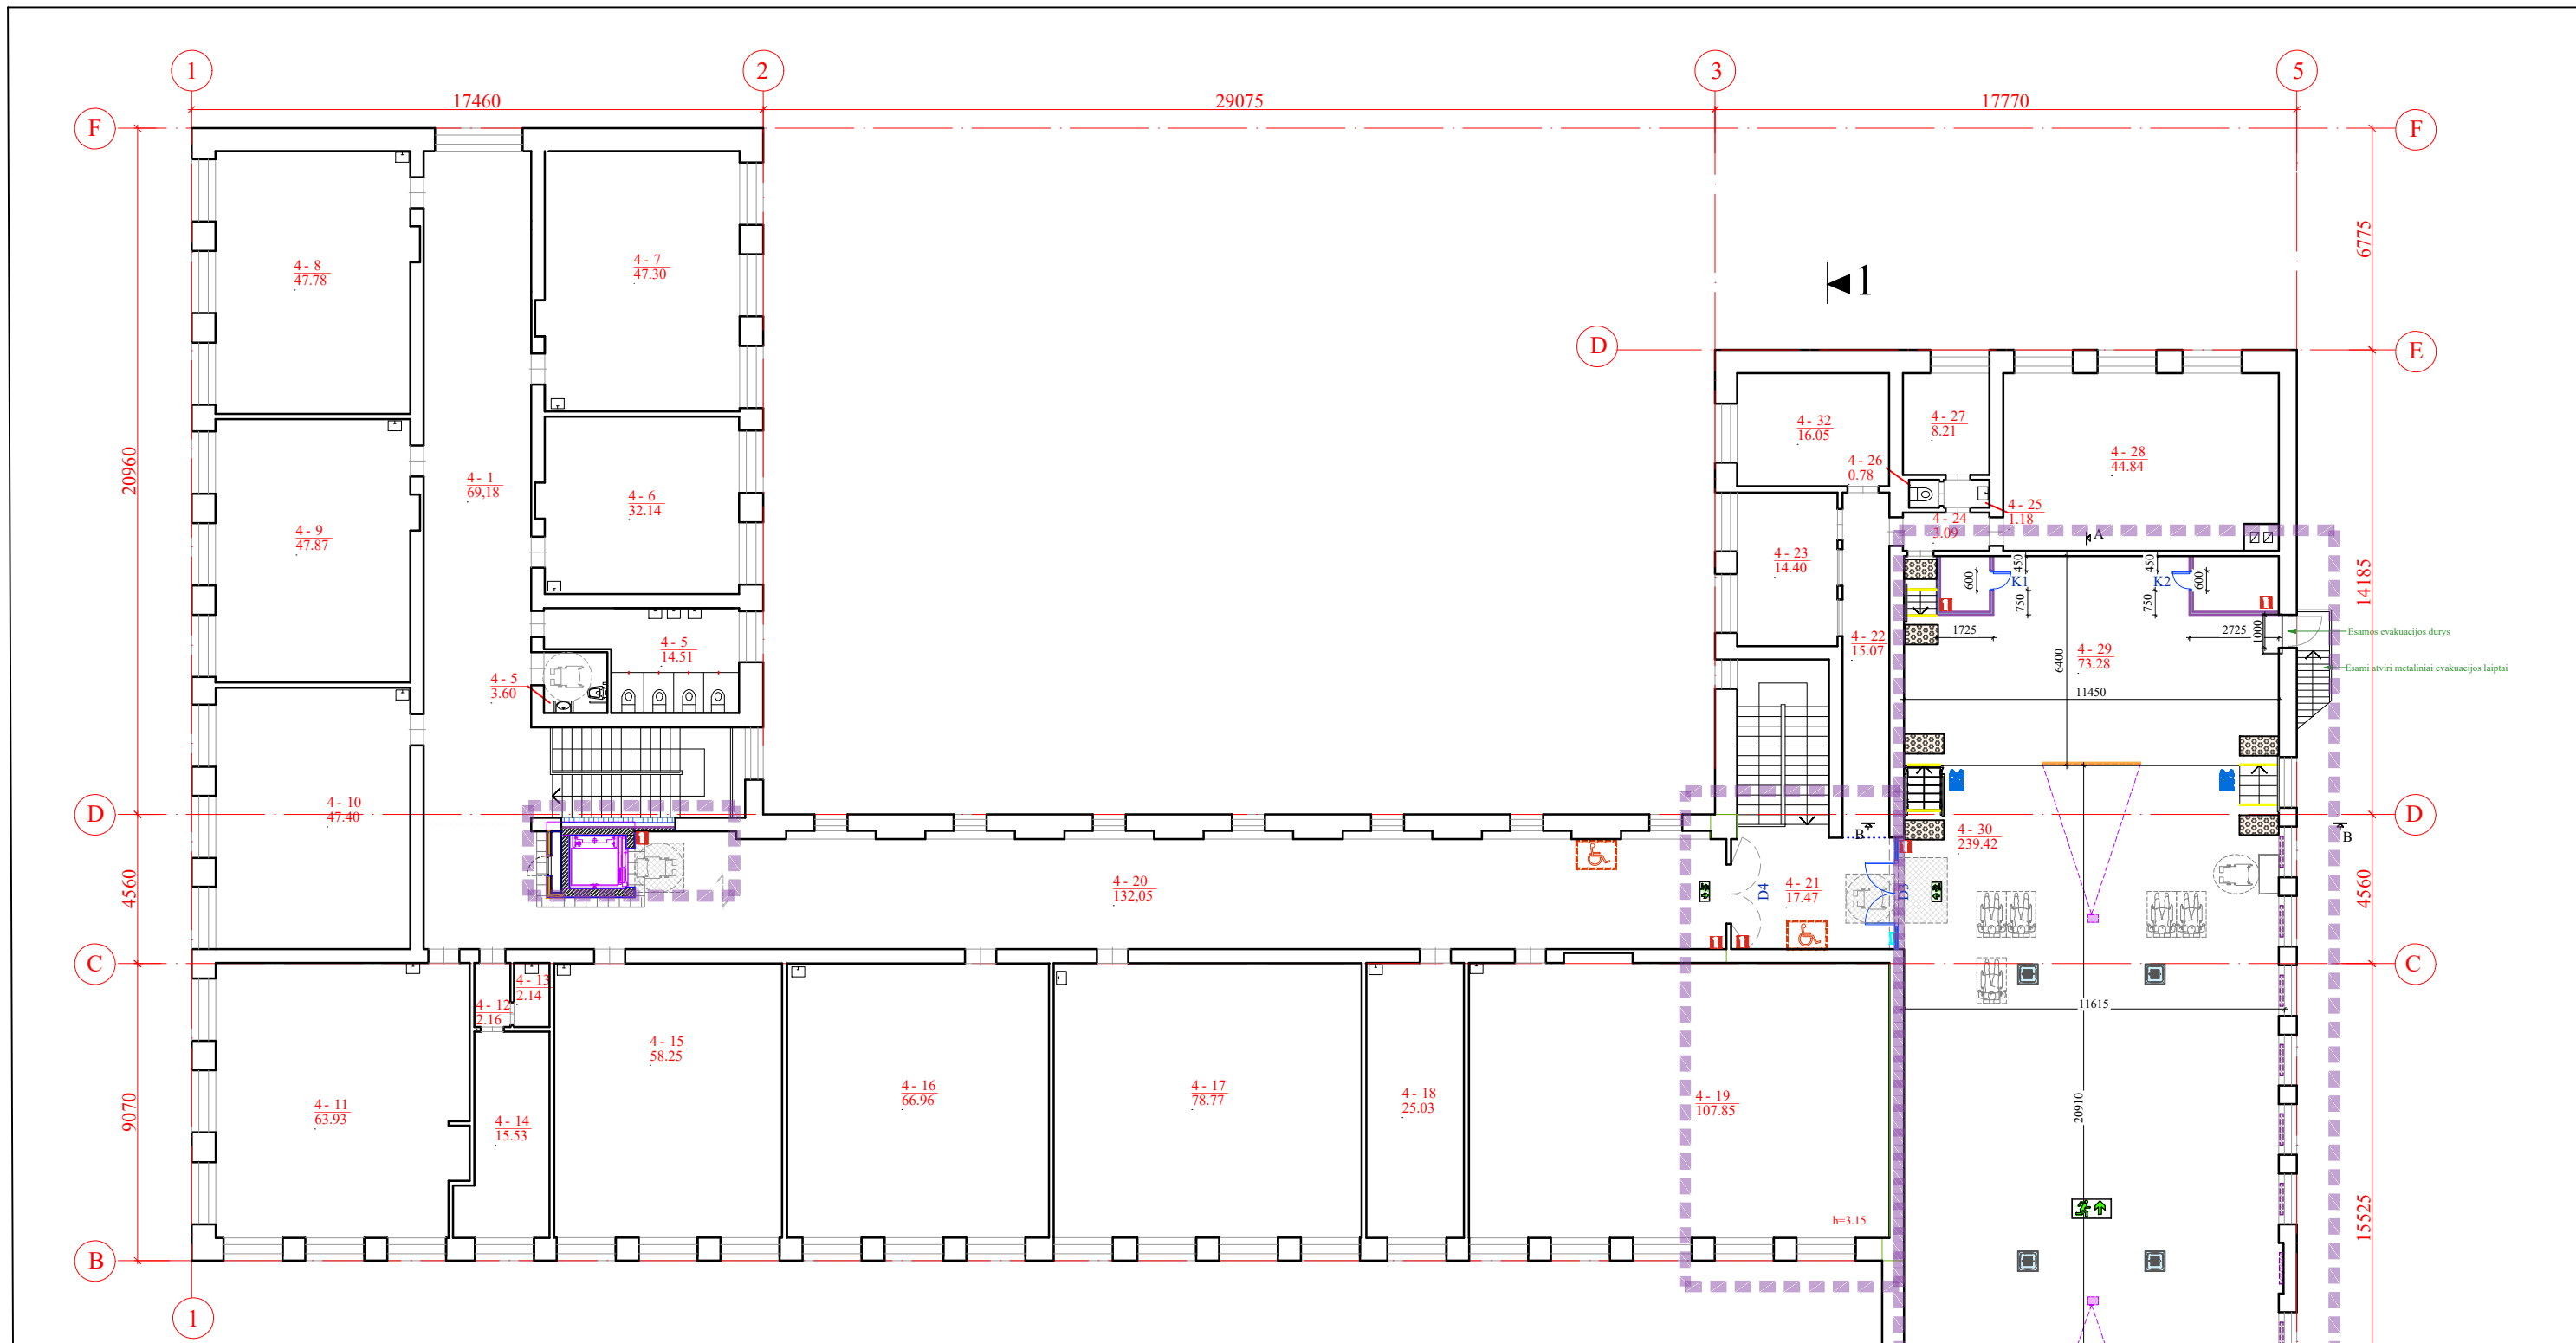 1
2
3
5
17460
29075
17770
F
F
6775
1
D
E
4 - 8
47.78
4 - 7
47.30
4 - 32
16.05
4 - 27
8.21
4 - 28
44.84
4 - 26
0.78
20960
4 - 1
69,18
4 - 6
32.14
4 - 25
1.18
4 - 24
3.09
A
4 - 9
47.87
4 - 23
14.40
14185
600
450
K1
750
450
K2
600
750
1725
2725
1000
Esamos evakuacijos durys
4 - 5
14.51
4 - 22
15.07
4 - 29
73.28
6400
Esami atviri metaliniai evakuacijos laiptai
4 - 5
3.60
11450
4 - 10
47.40
D
D
B
B
4 - 30
239.42
4560
4 - 20
132,05
D4
4 - 21
17.47
D3
4560
C
C
4 - 13
2.14
4 - 12
2.16
11615
4 - 15
58.25
4 - 16
66.96
4 - 17
78.77
4 - 18
25.03
4 - 19
107.85
9070
4 - 11
63.93
4 - 14
15.53
20910
h=3.15
15525
B
1